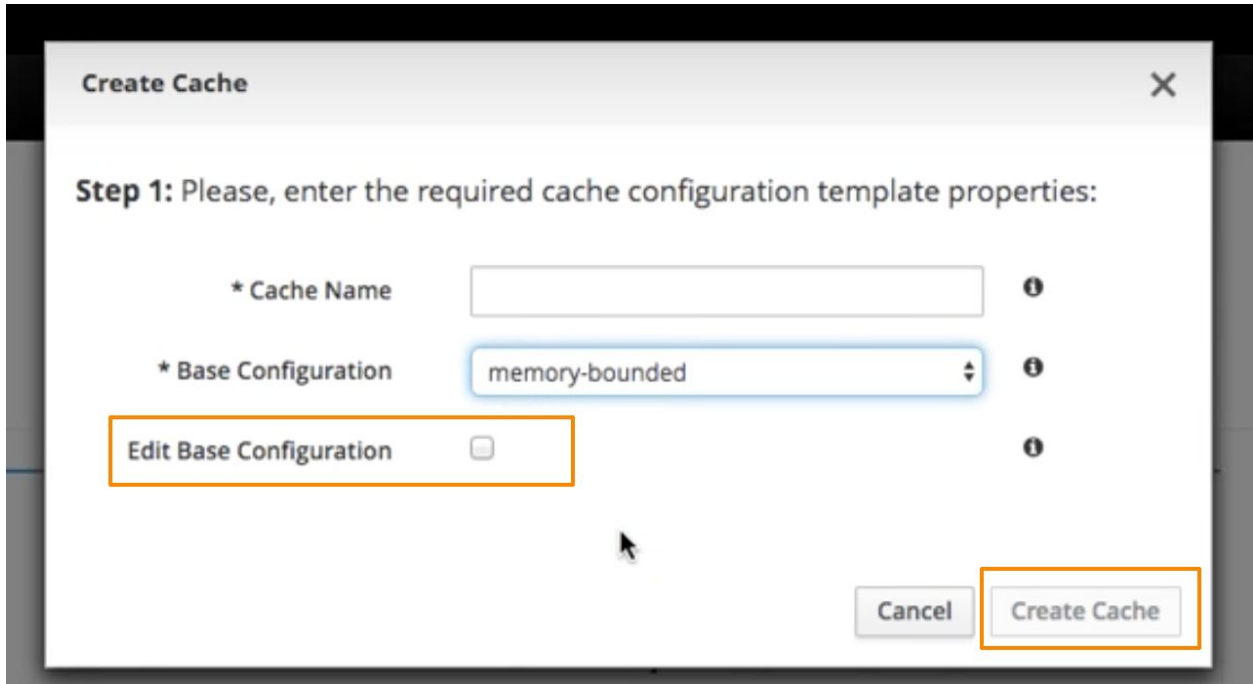 Create Cache
Step 1: Please, enter the required cache configuration template properties:
* Cache Name
* Base Configuration memory-bounded
Edit Base Configuration
Cancel Create Cache